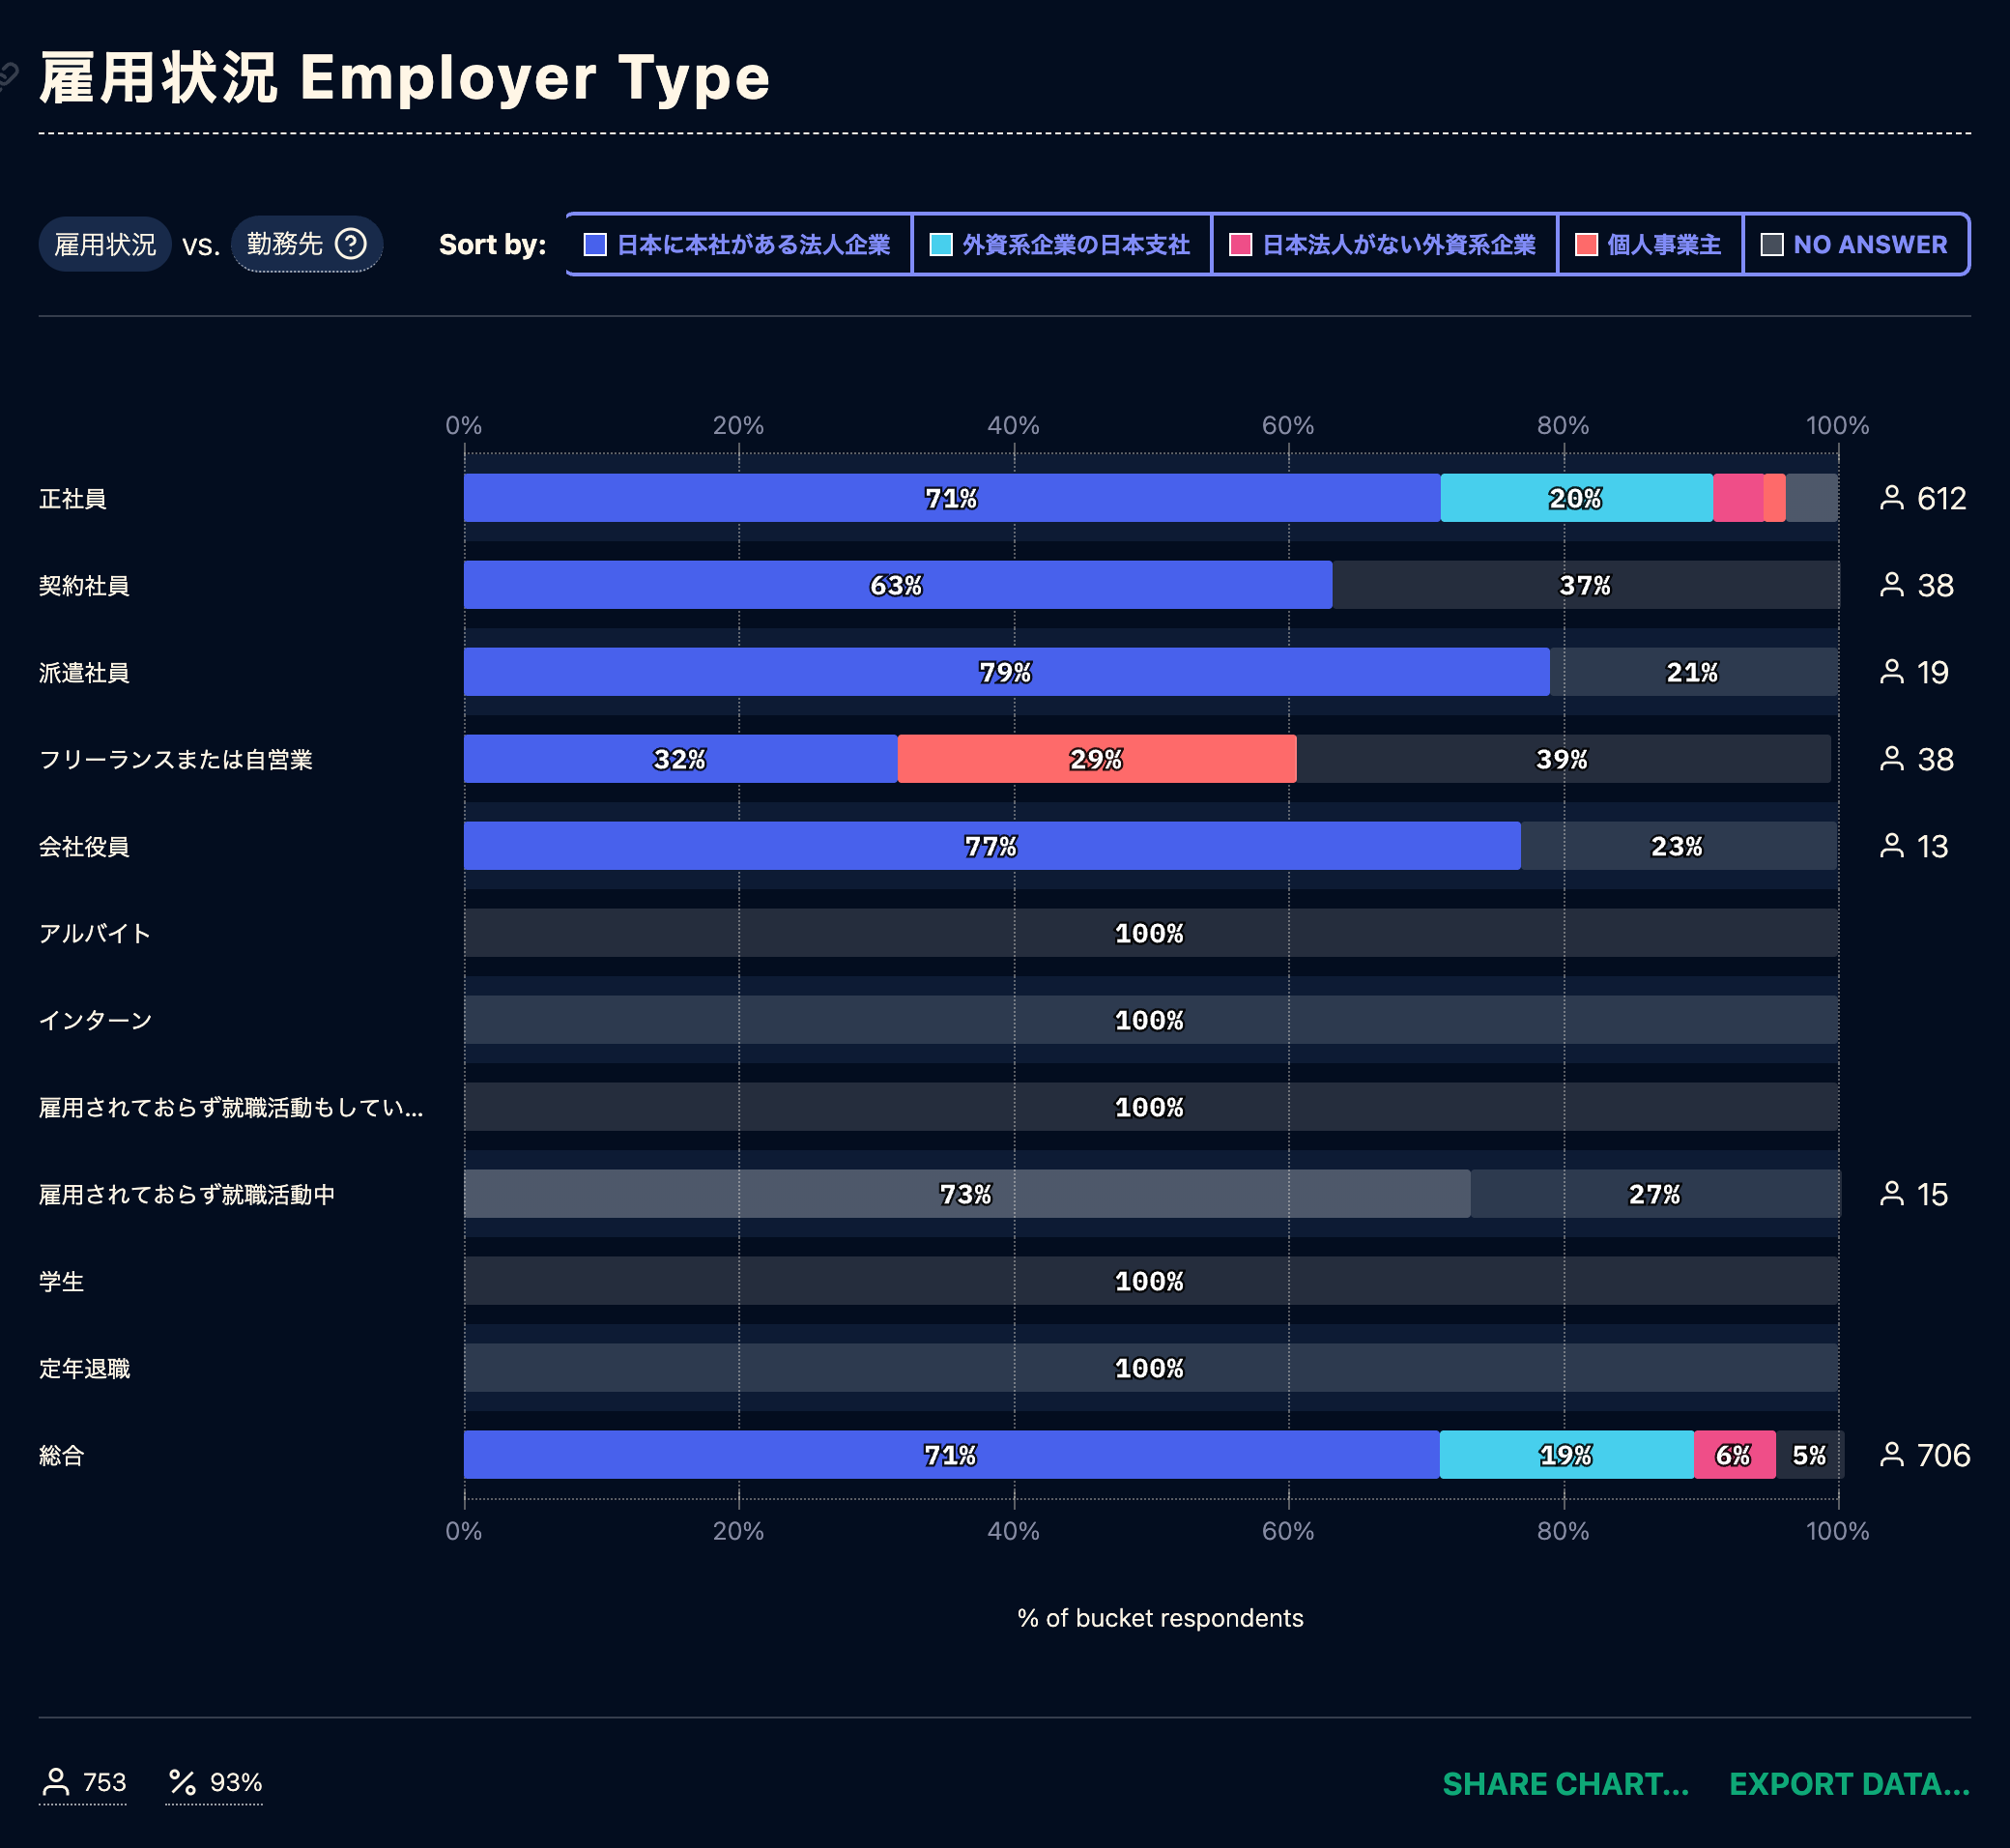 雇用状況 Employer Type
雇用状況 vs. 勤務先 ? Sort by: 日本に本社がある法人企業 外資系企業の日本支社 日本法人がない外資系企業 個人事業主 NO ANSWER
0% 20% 40% 60% 80% 100%
正社員 71% 20% 612
契約社員 63% 37% 38
派遣社員 79% 21% 19
フリーランスまたは自営業 32% 29% 39% 38
会社役員 77% 23% 13
アルバイト 100%
インターン 100%
雇用されておらず就職活動もしてい... 100%
雇用されておらず就職活動中 73% 27% 15
学生 100%
定年退職 100%
総合 71% 19% 6% 5% 706
0% 20% 40% 60% 80% 100%
% of bucket respondents
753 93% SHARE CHART... EXPORT DATA...